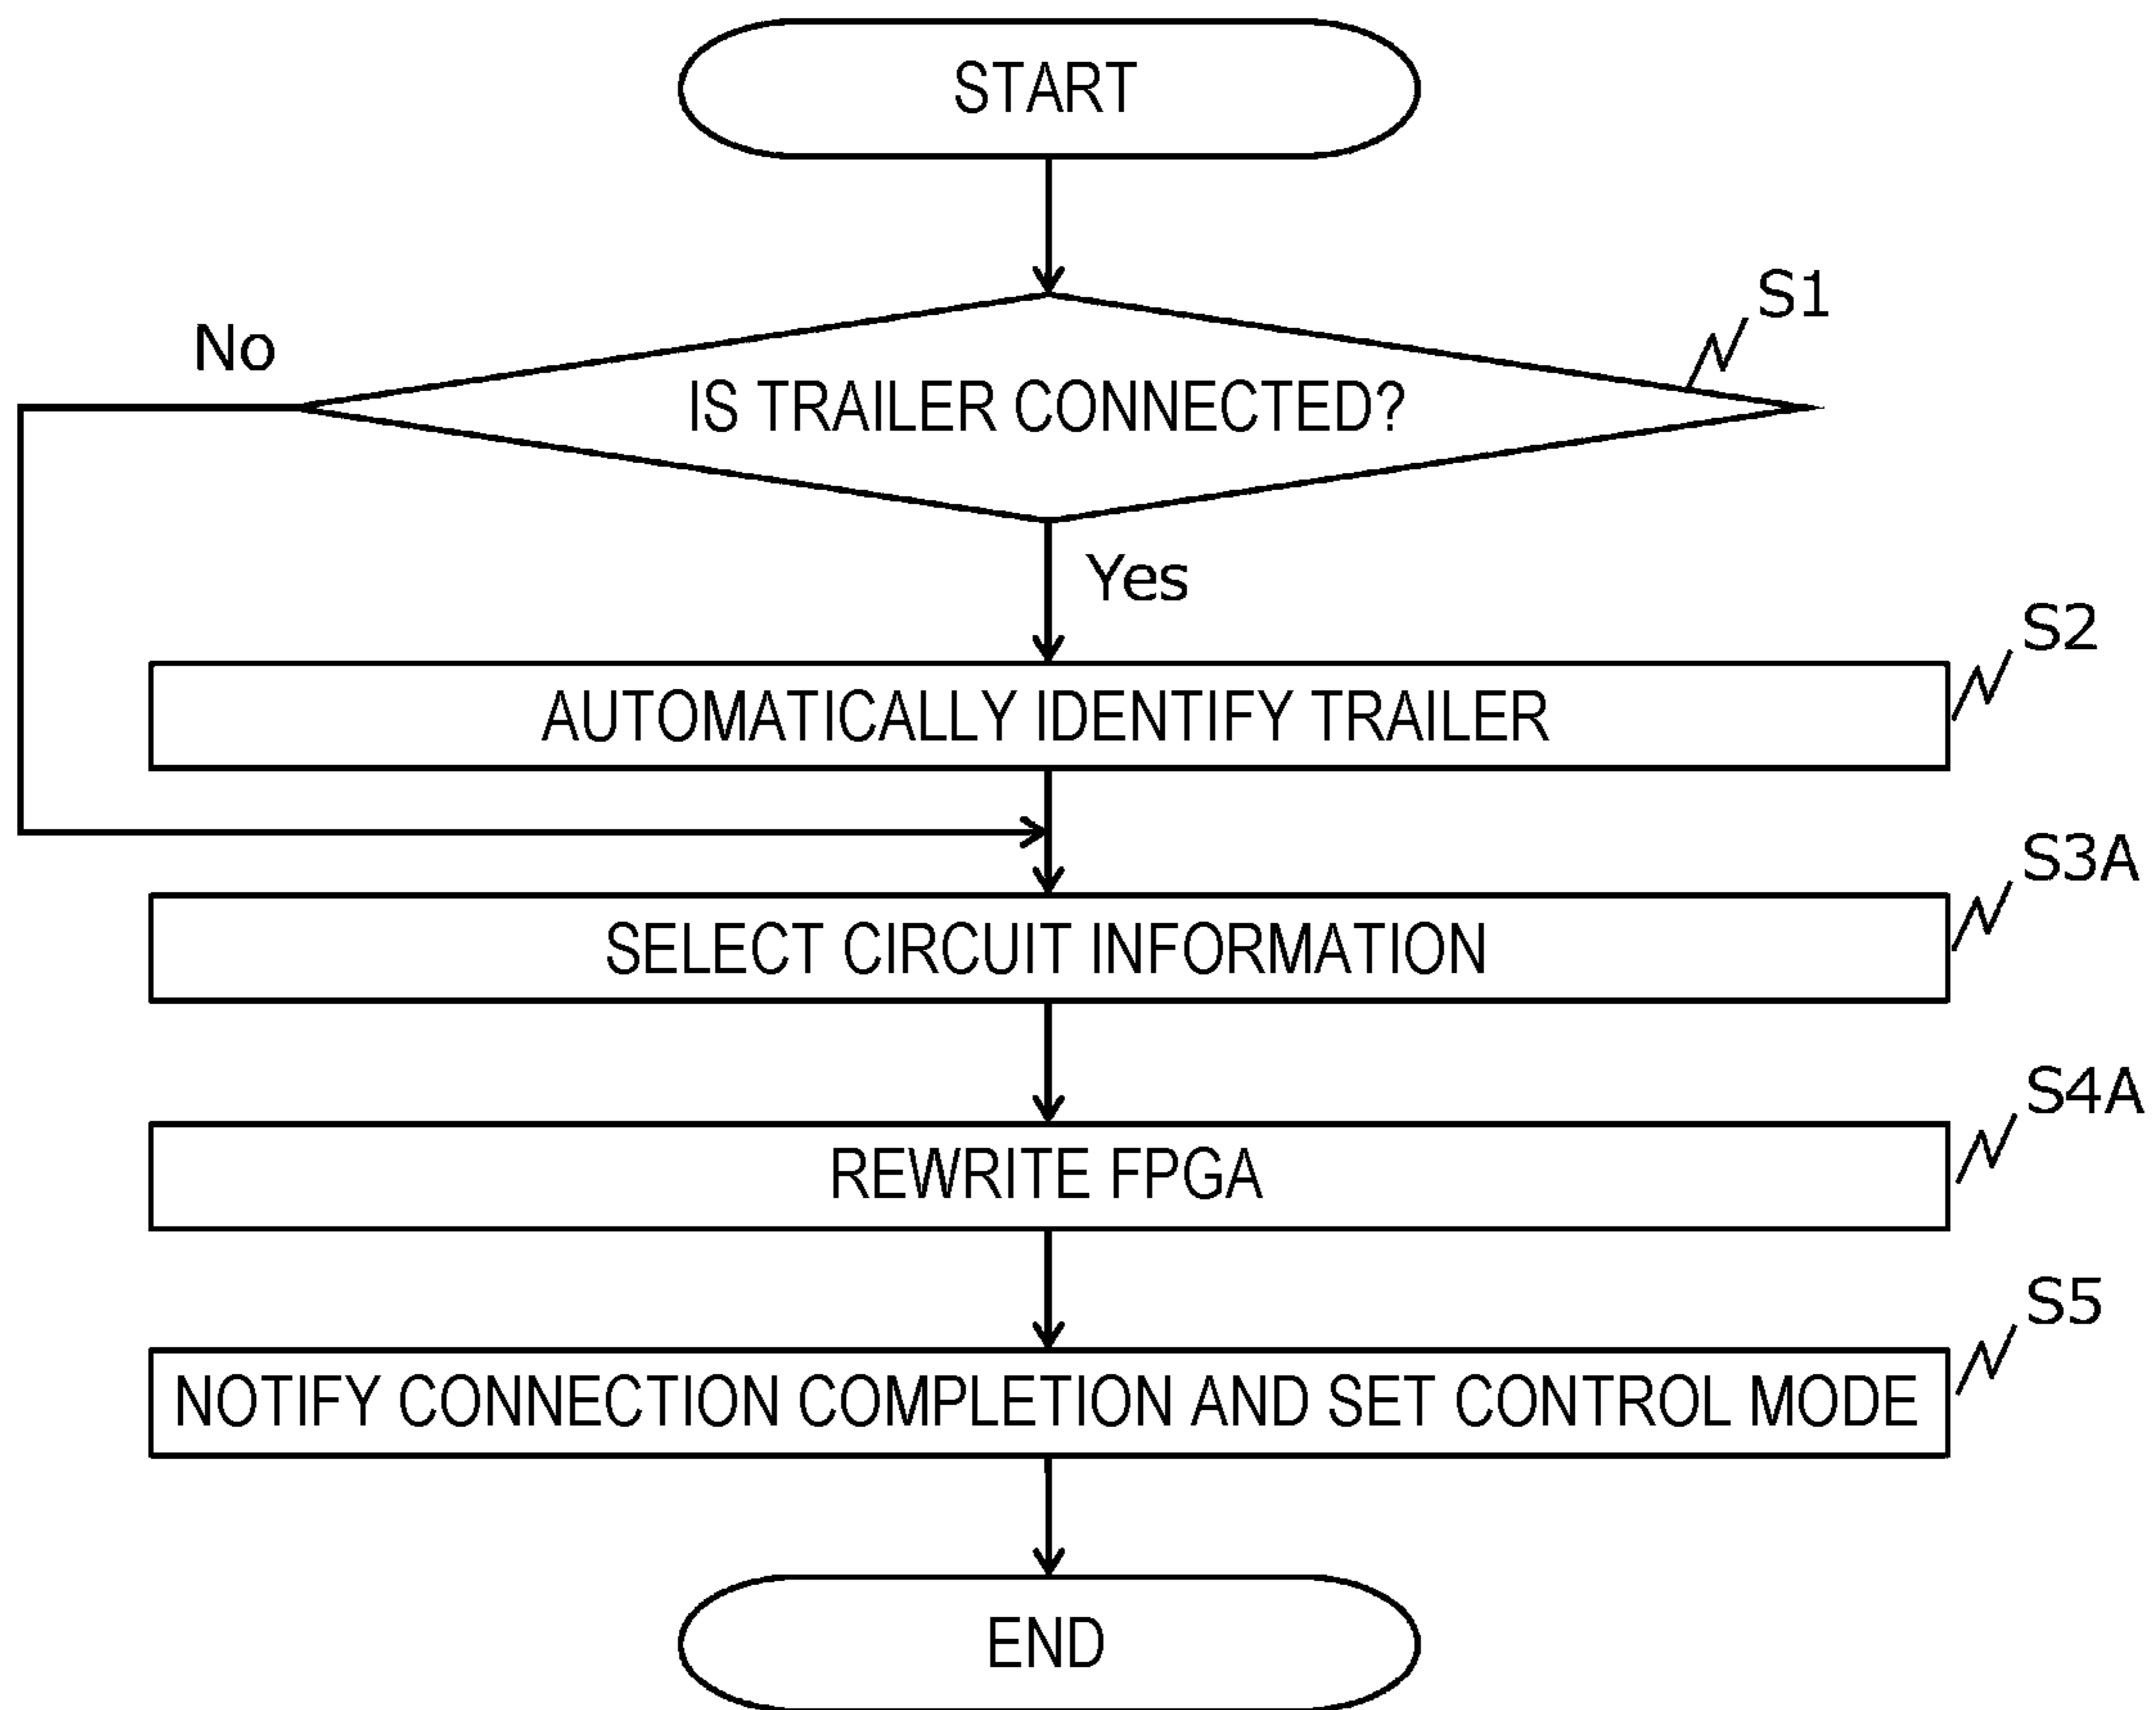 START
S1
No
IS TRAILER CONNECTED?
Yes
S2
AUTOMATICALLY IDENTIFY TRAILER
S3A
SELECT CIRCUIT INFORMATION
S4A
REWRITE FPGA
S5
NOTIFY CONNECTION COMPLETION AND SET CONTROL MODE
END